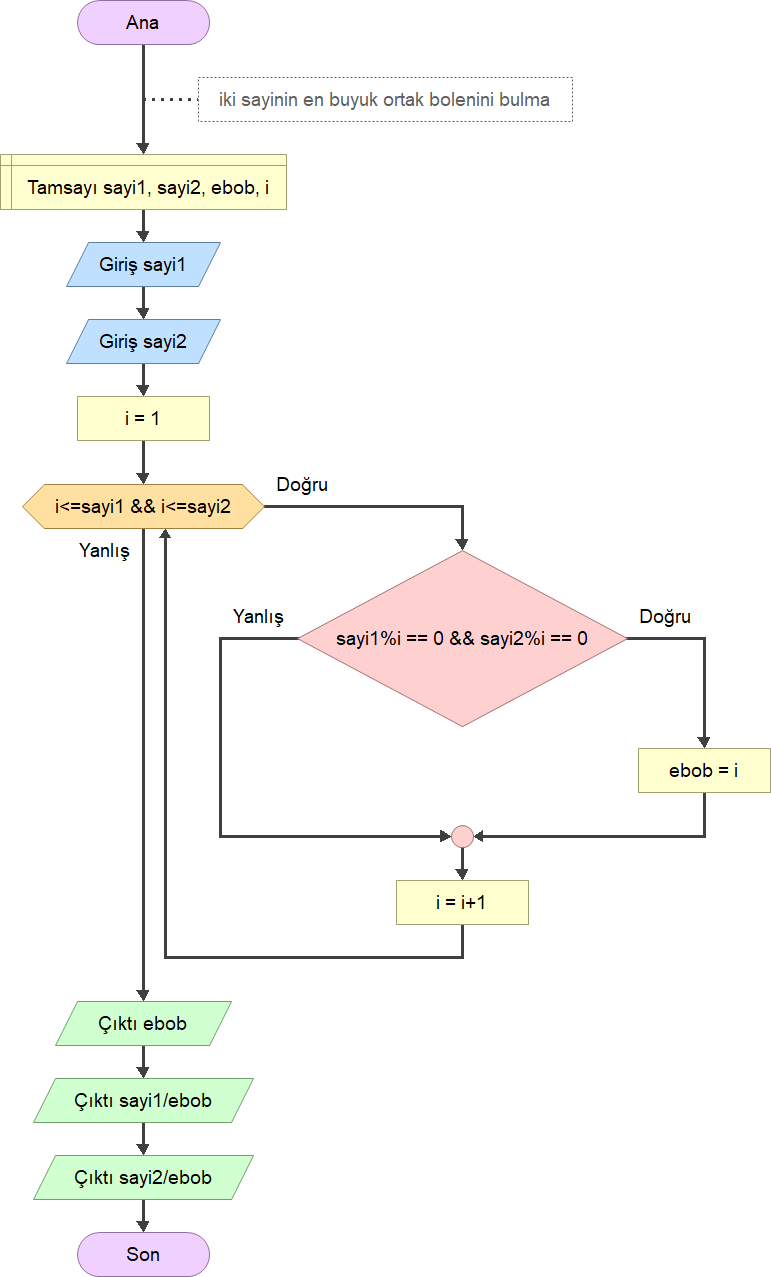 Ana
iki sayinin en buyuk ortak bolenini bulma
Tamsayı sayi1, sayi2, ebob, i
Giriş sayi1
Giriş sayi2
i = 1
i<=sayi1 && i<=sayi2
Doğru
Yanlış
sayi1%i == 0 && sayi2%i == 0
Yanlış
Doğru
ebob = i
i = i+1
Çıktı ebob
Çıktı sayi1/ebob
Çıktı sayi2/ebob
Son